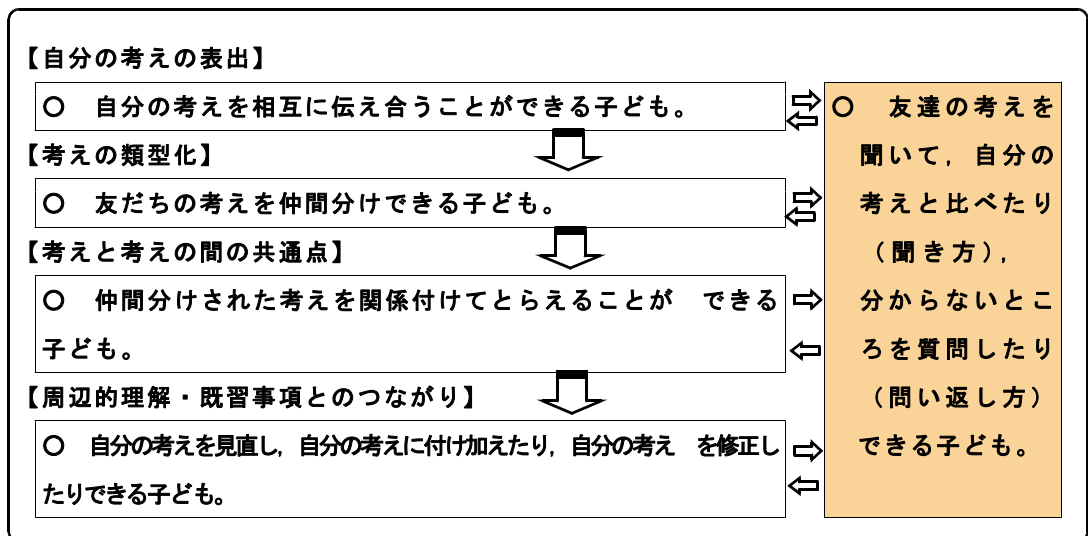 【自分の考えの表出】
○　自分の考えを相互に伝え合うことができる子ども。
【考えの類型化】
○　友だちの考えを仲間分けできる子ども。
【考えと考えの間の共通点】
○　仲間分けされた考えを関係付けてとらえることが　できる
子ども。
【周辺的理解・既習事項とのつながり】
○　自分の考えを見直し，自分の考えに付け加えたり，自分の考え　を修正し
たりできる子ども。
○　友達の考えを
聞いて，自分の
考えと比べたり
（聞き方），
分からないとこ
ろを質問したり
（問い返し方）
できる子ども。